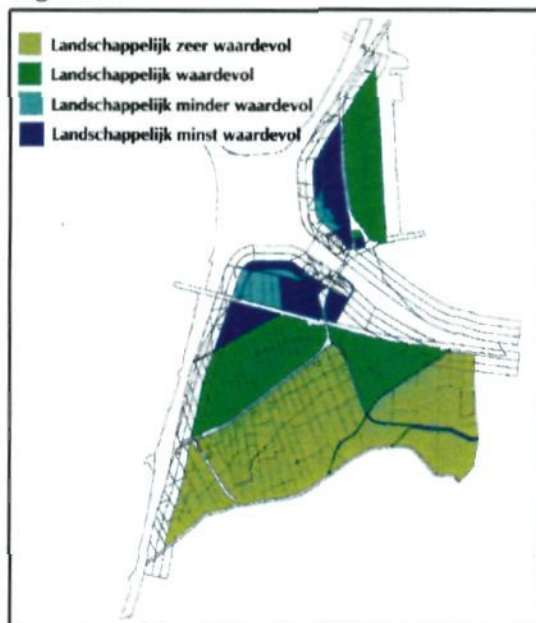 Landschappelijk zeer waardevol
Landschappelijk waardevol
Landschappelijk minder waardevol
Landschappelijk minst waardevol